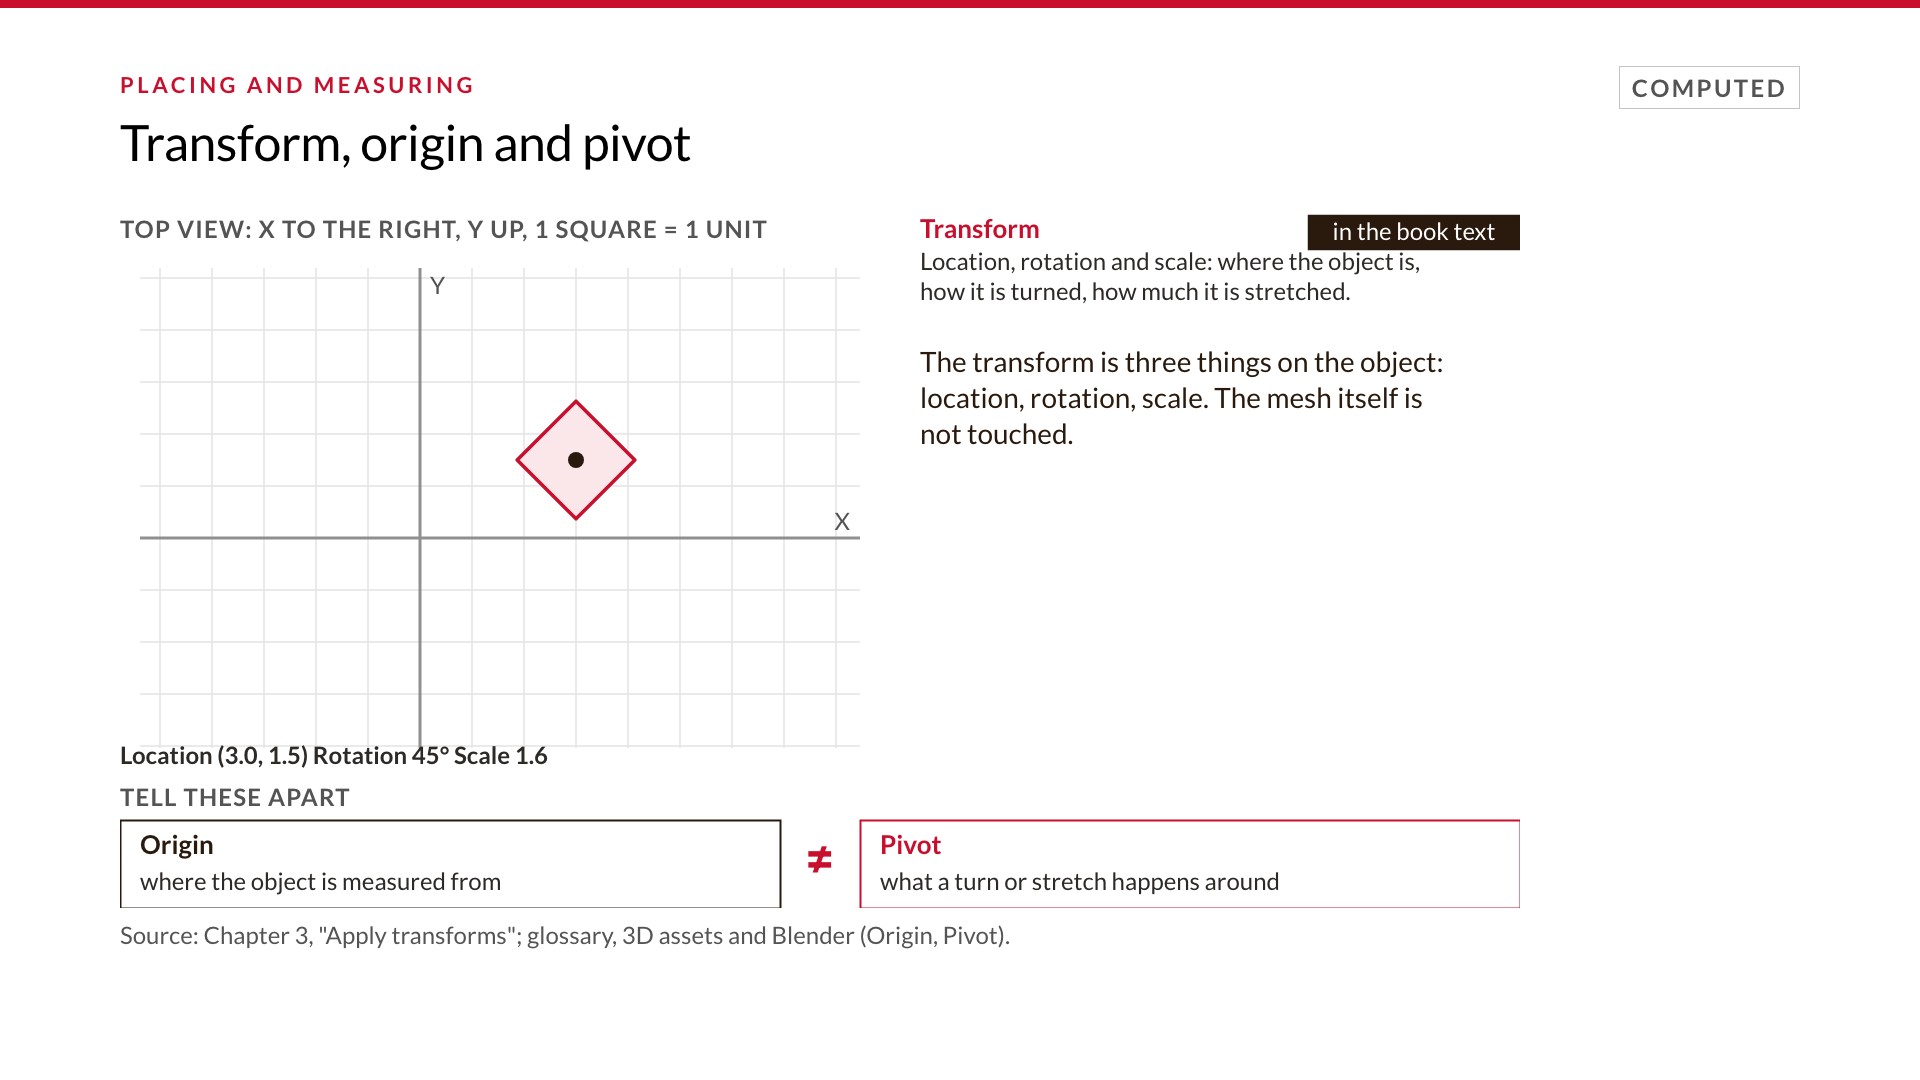 PLACING AND MEASURING
COMPUTED
Transform, origin and pivot
TOP VIEW: X TO THE RIGHT, Y UP, 1 SQUARE = 1 UNIT
Y
X
Location (3.0, 1.5) Rotation 45° Scale 1.6
Transform
in the book text
Location, rotation and scale: where the object is,
how it is turned, how much it is stretched.
The transform is three things on the object:
location, rotation, scale. The mesh itself is
not touched.
TELL THESE APART
Origin
where the object is measured from
≠
Pivot
what a turn or stretch happens around
Source: Chapter 3, "Apply transforms"; glossary, 3D assets and Blender (Origin, Pivot).